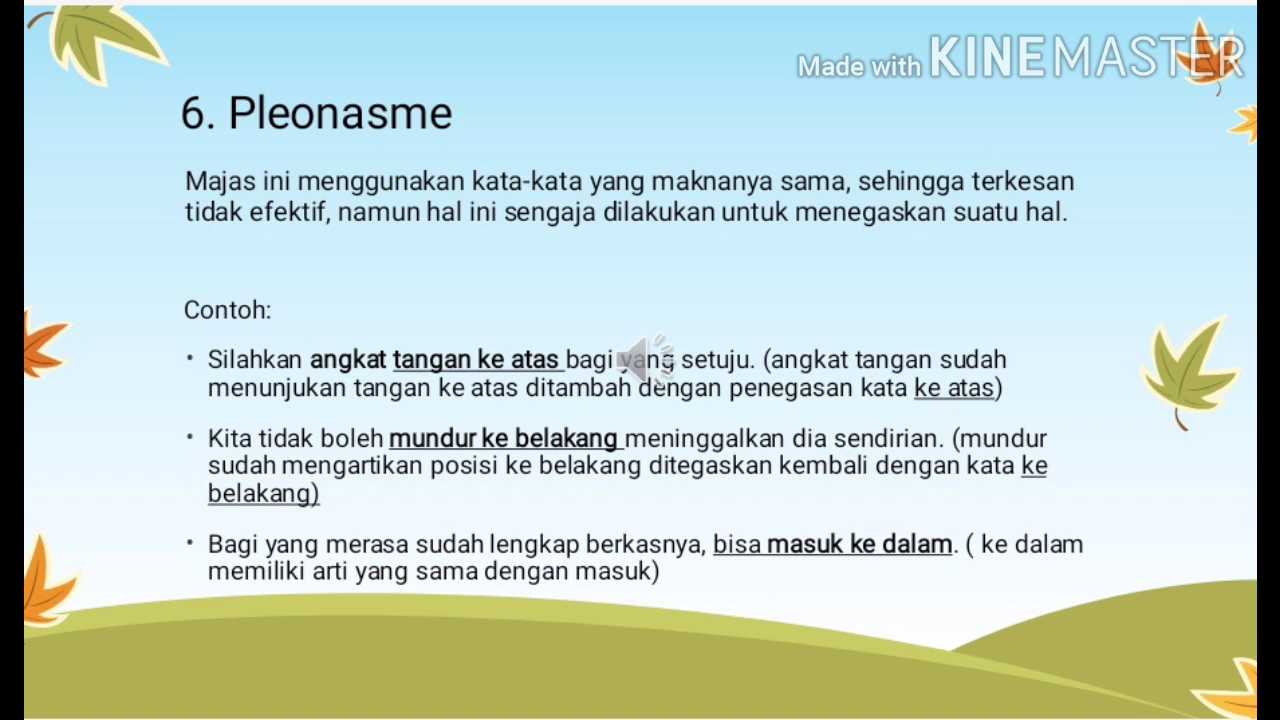 Made with KINEMASTER
6. Pleonasme
Majas ini menggunakan kata-kata yang maknanya sama, sehingga terkesan
tidak efektif, namun hal ini sengaja dilakukan untuk menegaskan suatu hal.
Contoh:
• Silahkan angkat tangan ke atas bagi yang setuju. (angkat tangan sudah
menunjukan tangan ke atas ditambah dengan penegasan kata ke atas)
• Kita tidak boleh mundur ke belakang meninggalkan dia sendirian. (mundur
sudah mengartikan posisi ke belakang ditegaskan kembali dengan kata ke
belakang)
• Bagi yang merasa sudah lengkap berkasnya, bisa masuk ke dalam. ( ke dalam
memiliki arti yang sama dengan masuk)